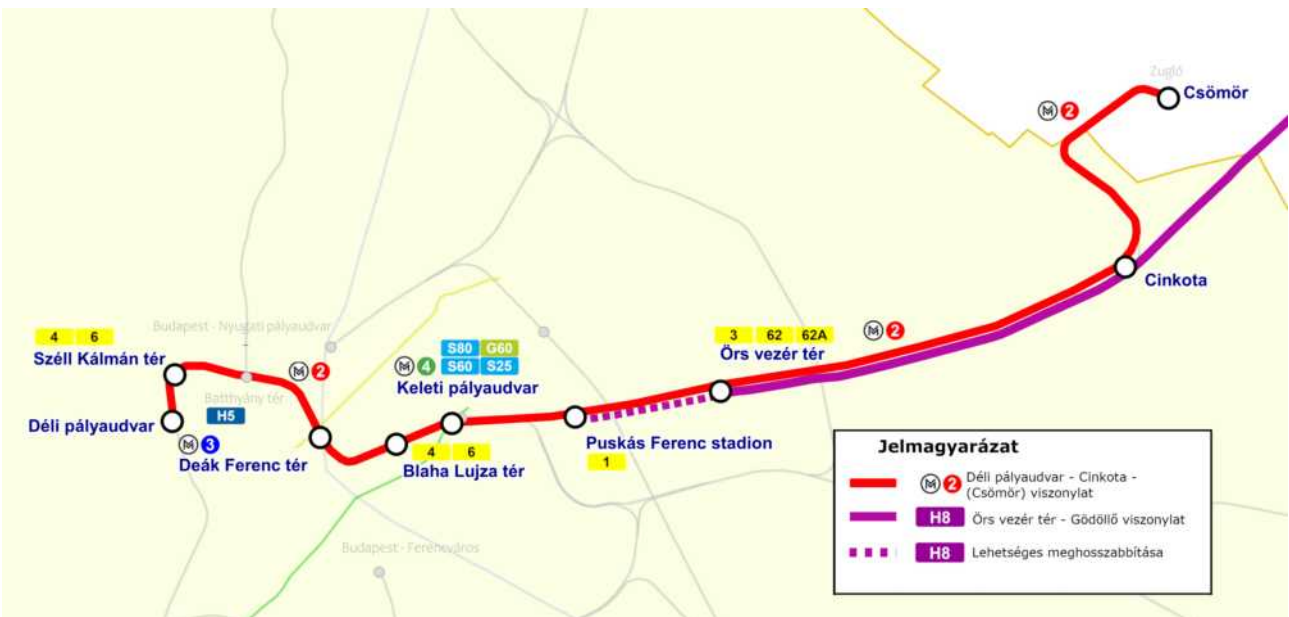 Zugló
Csömör
M 2
Cinkota
4 6
Széll Kálmán tér
Budapest - Nyugati pályaudvar
M 2
Batthyány tér
H5
Déli pályaudvar
M 3
Deák Ferenc tér
S80 G60
M 4 S60 S25
Keleti pályaudvar
4 6
Blaha Lujza tér
3 62 62A
Örs vezér tér
M 2
Puskás Ferenc stadion
1
Budapest - Ferencváros
Jelmagyarázat
M 2 Déli pályaudvar - Cinkota -
(Csömör) viszonylat
H8 Örs vezér tér - Gödöllő viszonylat
H8 Lehetséges meghosszabbítása